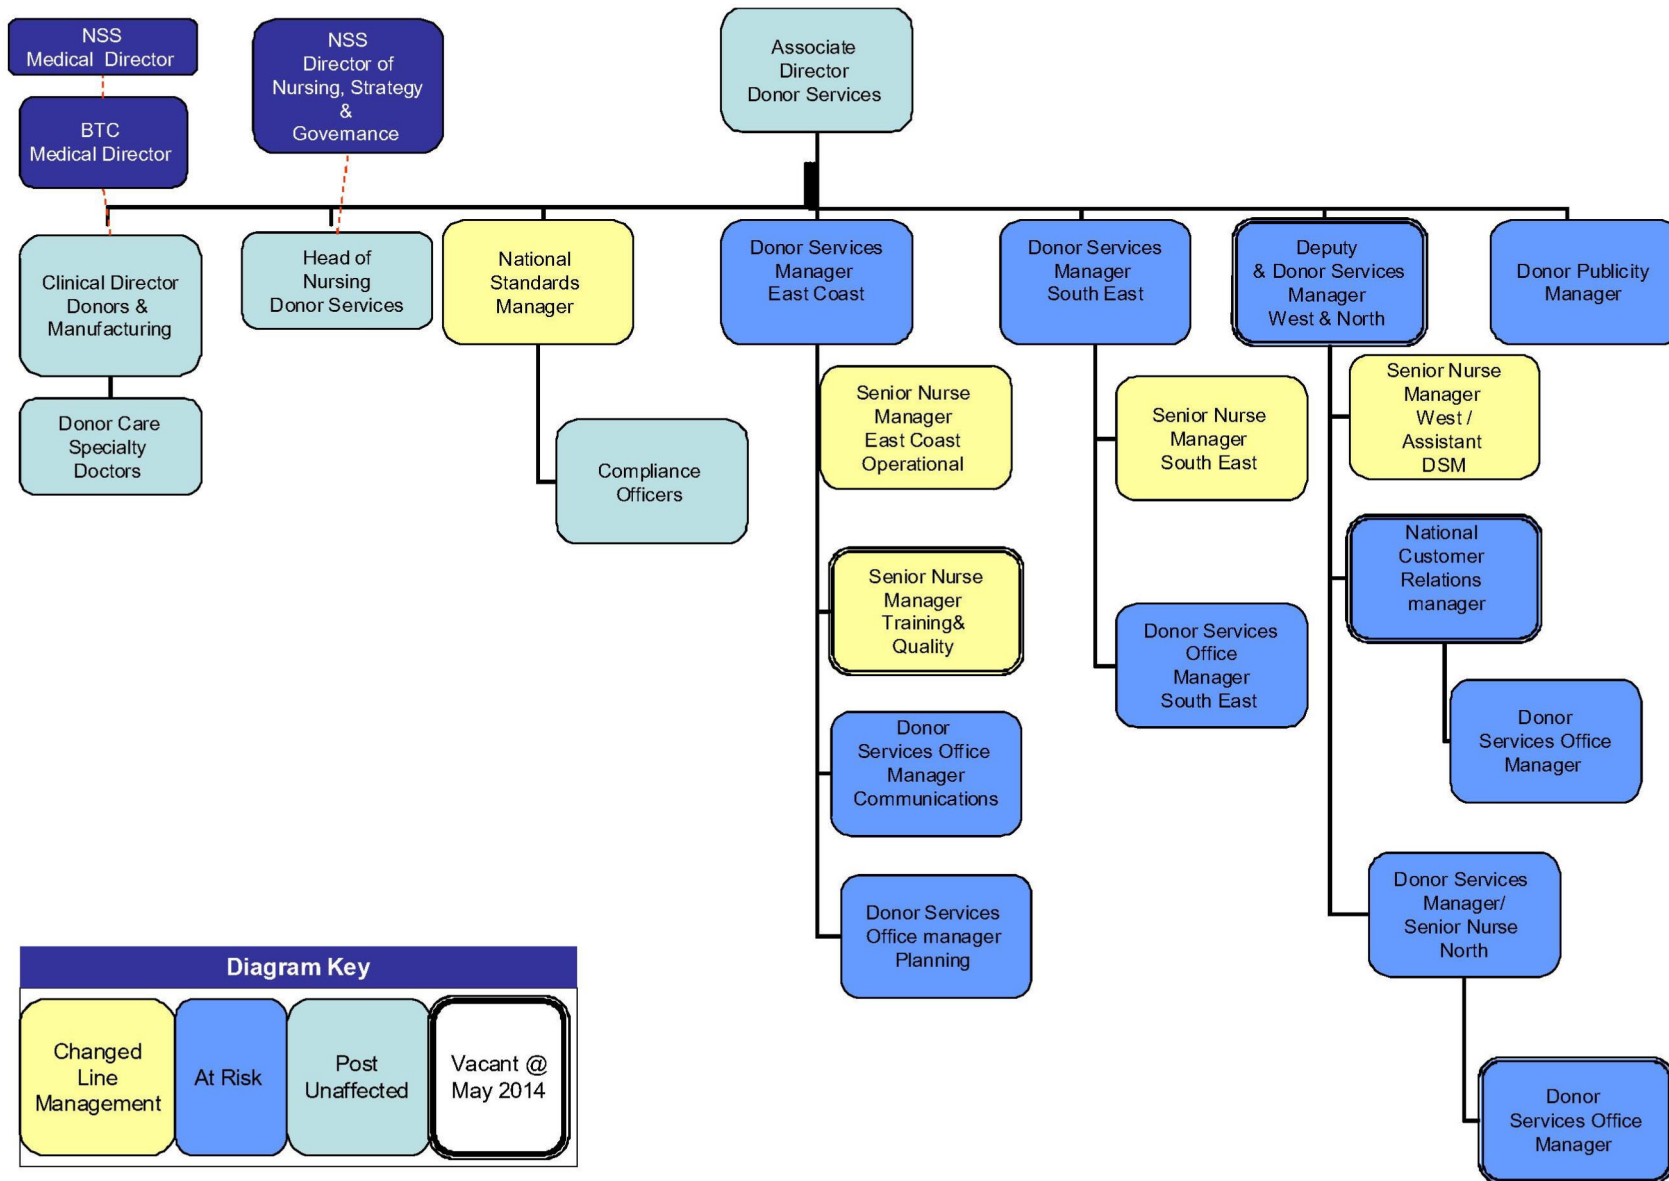 NSS
Medical Director
BTC
Medical Director
NSS
Director of
Nursing, Strategy
&
Governance
Associate
Director
Donor Services
Clinical Director
Donors &
Manufacturing
Donor Care
Specialty
Doctors
Head of
Nursing
Donor Services
National
Standards
Manager
Compliance
Officers
Donor Services
Manager
East Coast
Senior Nurse
Manager
East Coast
Operational
Senior Nurse
Manager
Training&
Quality
Donor
Services Office
Manager
Communications
Donor Services
Office manager
Planning
Donor Services
Manager
South East
Senior Nurse
Manager
South East
Donor Services
Office
Manager
South East
Deputy
& Donor Services
Manager
West & North
Senior Nurse
Manager
West /
Assistant
DSM
National
Customer
Relations
manager
Donor
Services Office
Manager
Donor Services
Manager/
Senior Nurse
North
Donor
Services Office
Manager
Donor Publicity
Manager
Diagram Key
Changed
Line
Management
At Risk
Post
Unaffected
Vacant @
May 2014